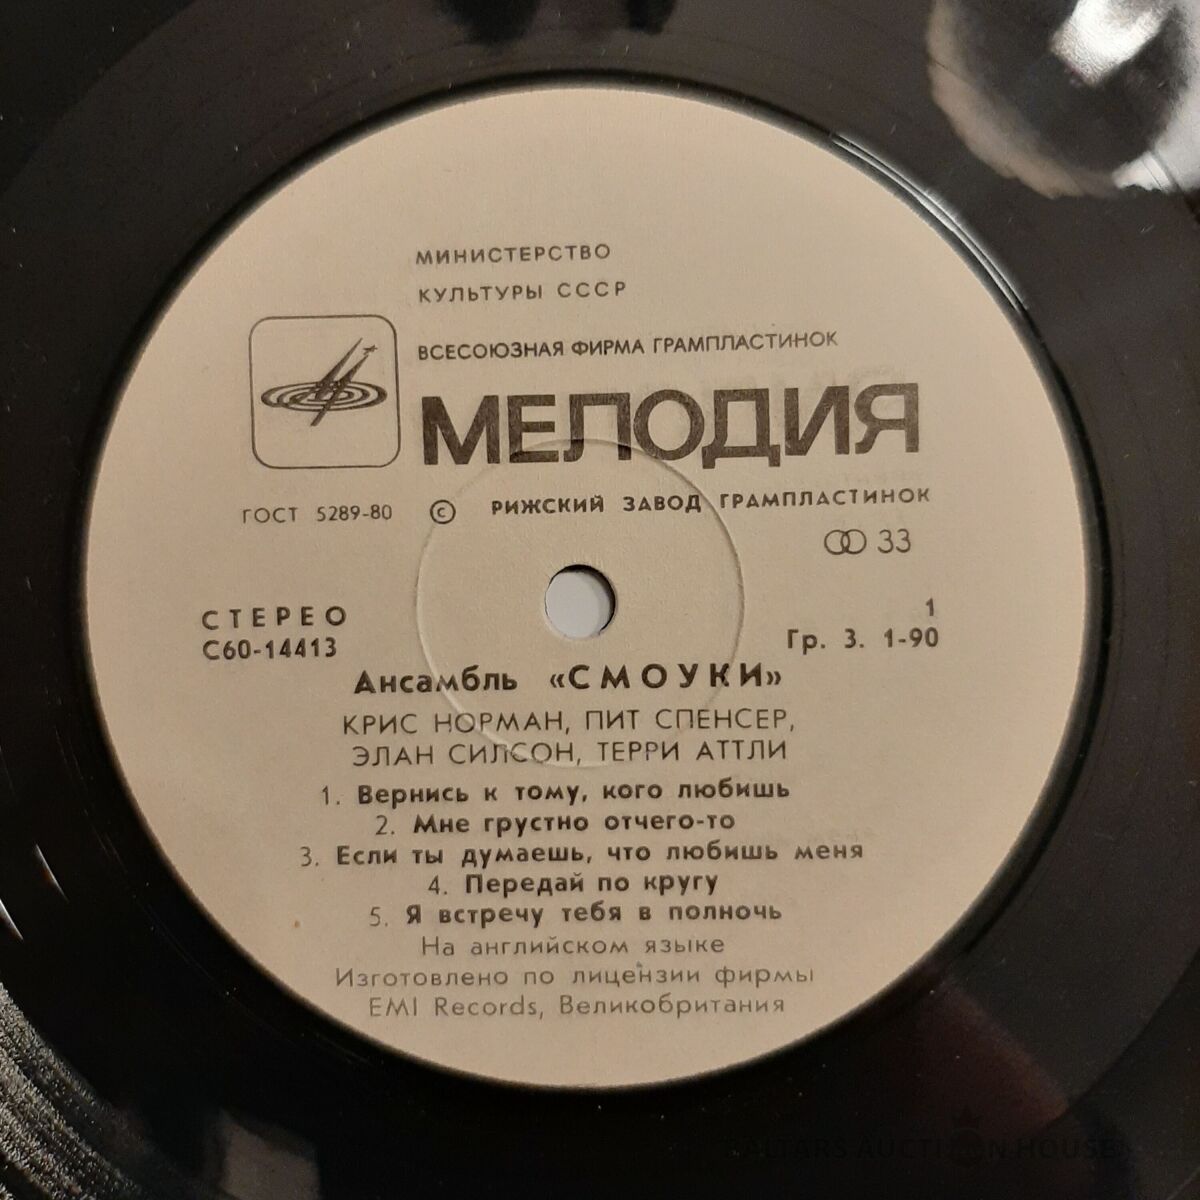 МИНИСТЕРСТВО
КУЛЬТУРЫ СССР
ВСЕСОЮЗНАЯ ФИРМА ГРАМПЛАСТИНОК
МЕЛОДИЯ
ГОСТ 5289-80 © РИЖСКИЙ ЗАВОД ГРАМПЛАСТИНОК
33
СТЕРЕО 1
С60-14413 Гр. 3. 1-90
Ансамбль «СМОУКИ»
КРИС НОРМАН, ПИТ СПЕНСЕР,
ЭЛАН СИЛСОН, ТЕРРИ АТТЛИ
1. Вернись к тому, кого любишь
2. Мне грустно отчего-то
3. Если ты думаешь, что любишь меня
4. Передай по кругу
5. Я встречу тебя в полночь
На английском языке
Изготовлено по лицензии фирмы
EMI Records, Великобритания
BALTARS AUCTION HOUSE